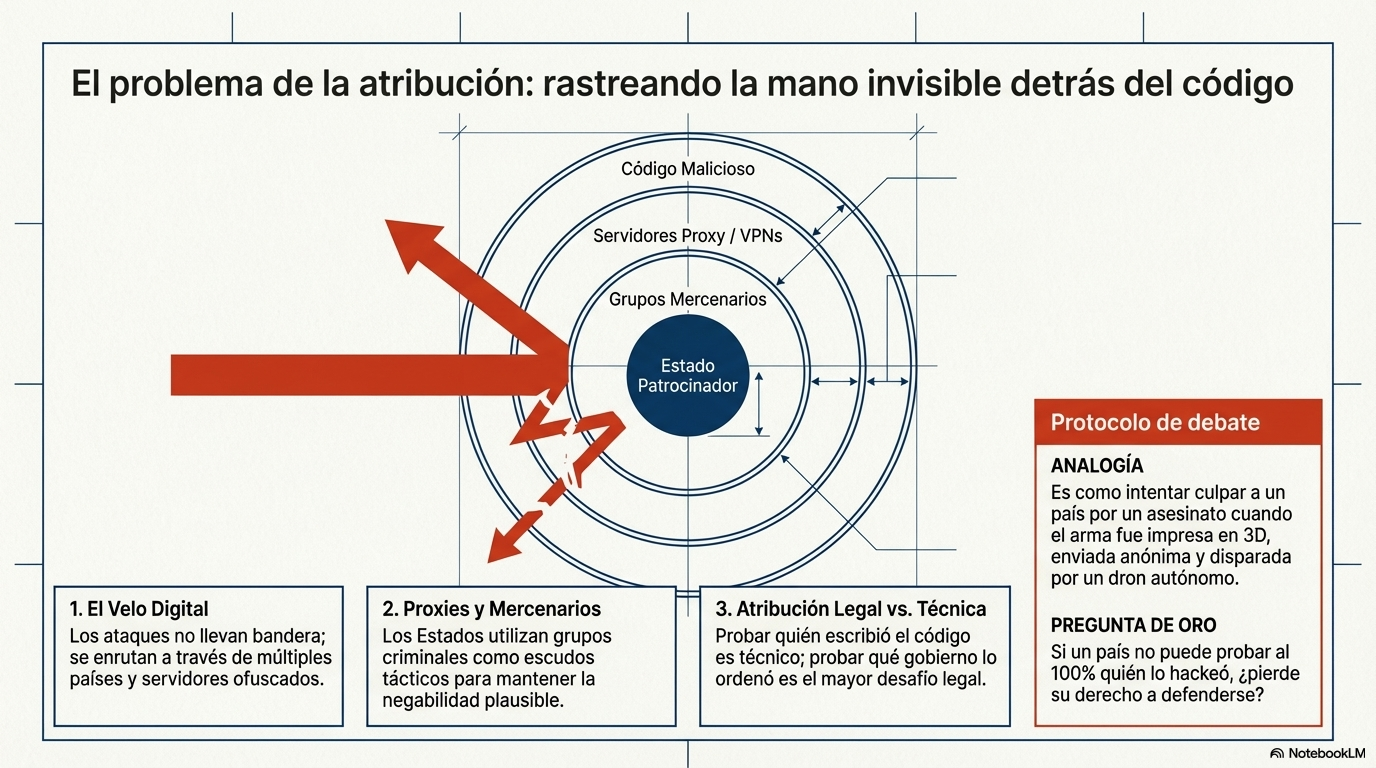 El problema de la atribución: rastreando la mano invisible detrás del código
Código Malicioso
Servidores Proxy / VPNs
Grupos Mercenarios
Estado
Patrocinador
1. El Velo Digital
Los ataques no llevan bandera;
se enrutan a través de múltiples
países y servidores ofuscados.
2. Proxies y Mercenarios
Los Estados utilizan grupos
criminales como escudos
tácticos para mantener la
negabilidad plausible.
3. Atribución Legal vs. Técnica
Probar quién escribió el código
es técnico; probar qué gobierno lo
ordenó es el mayor desafío legal.
Protocolo de debate
ANALOGÍA
Es como intentar culpar a un
país por un asesinato cuando
el arma fue impresa en 3D,
enviada anónima y disparada
por un dron autónomo.
PREGUNTA DE ORO
Si un país no puede probar al
100% quién lo hackeó, ¿pierde
su derecho a defenderse?
NotebookLM